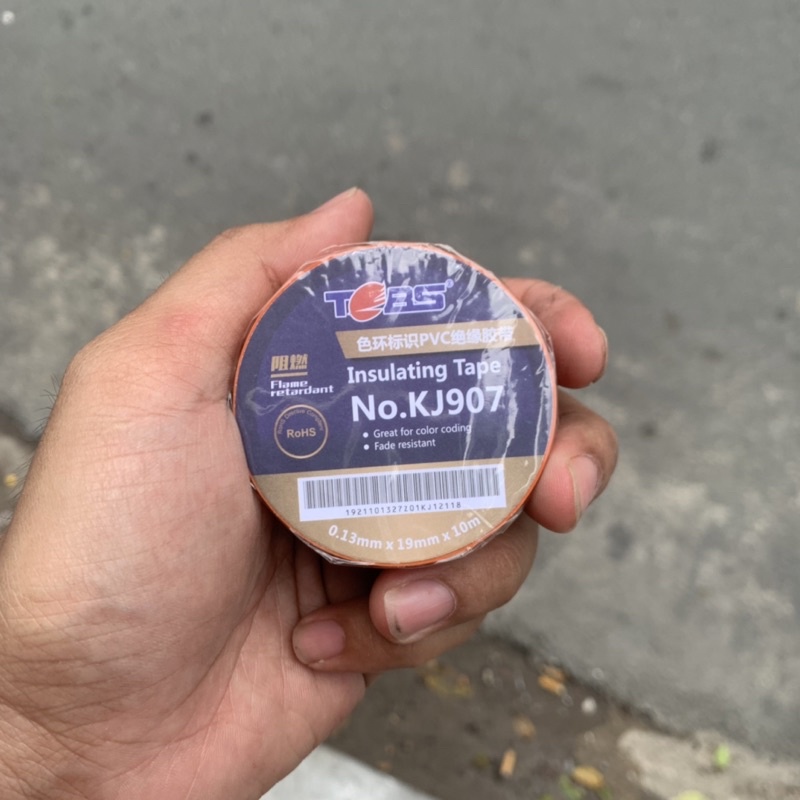 TOBS®
色环标识PVC绝缘胶带
阻燃
Flame
retardant
Insulating Tape
No.KJ907
RoHS
• Great for color coding
• Fade resistant
1921101327201KJ12118
0.13mm x 19mm x 10m